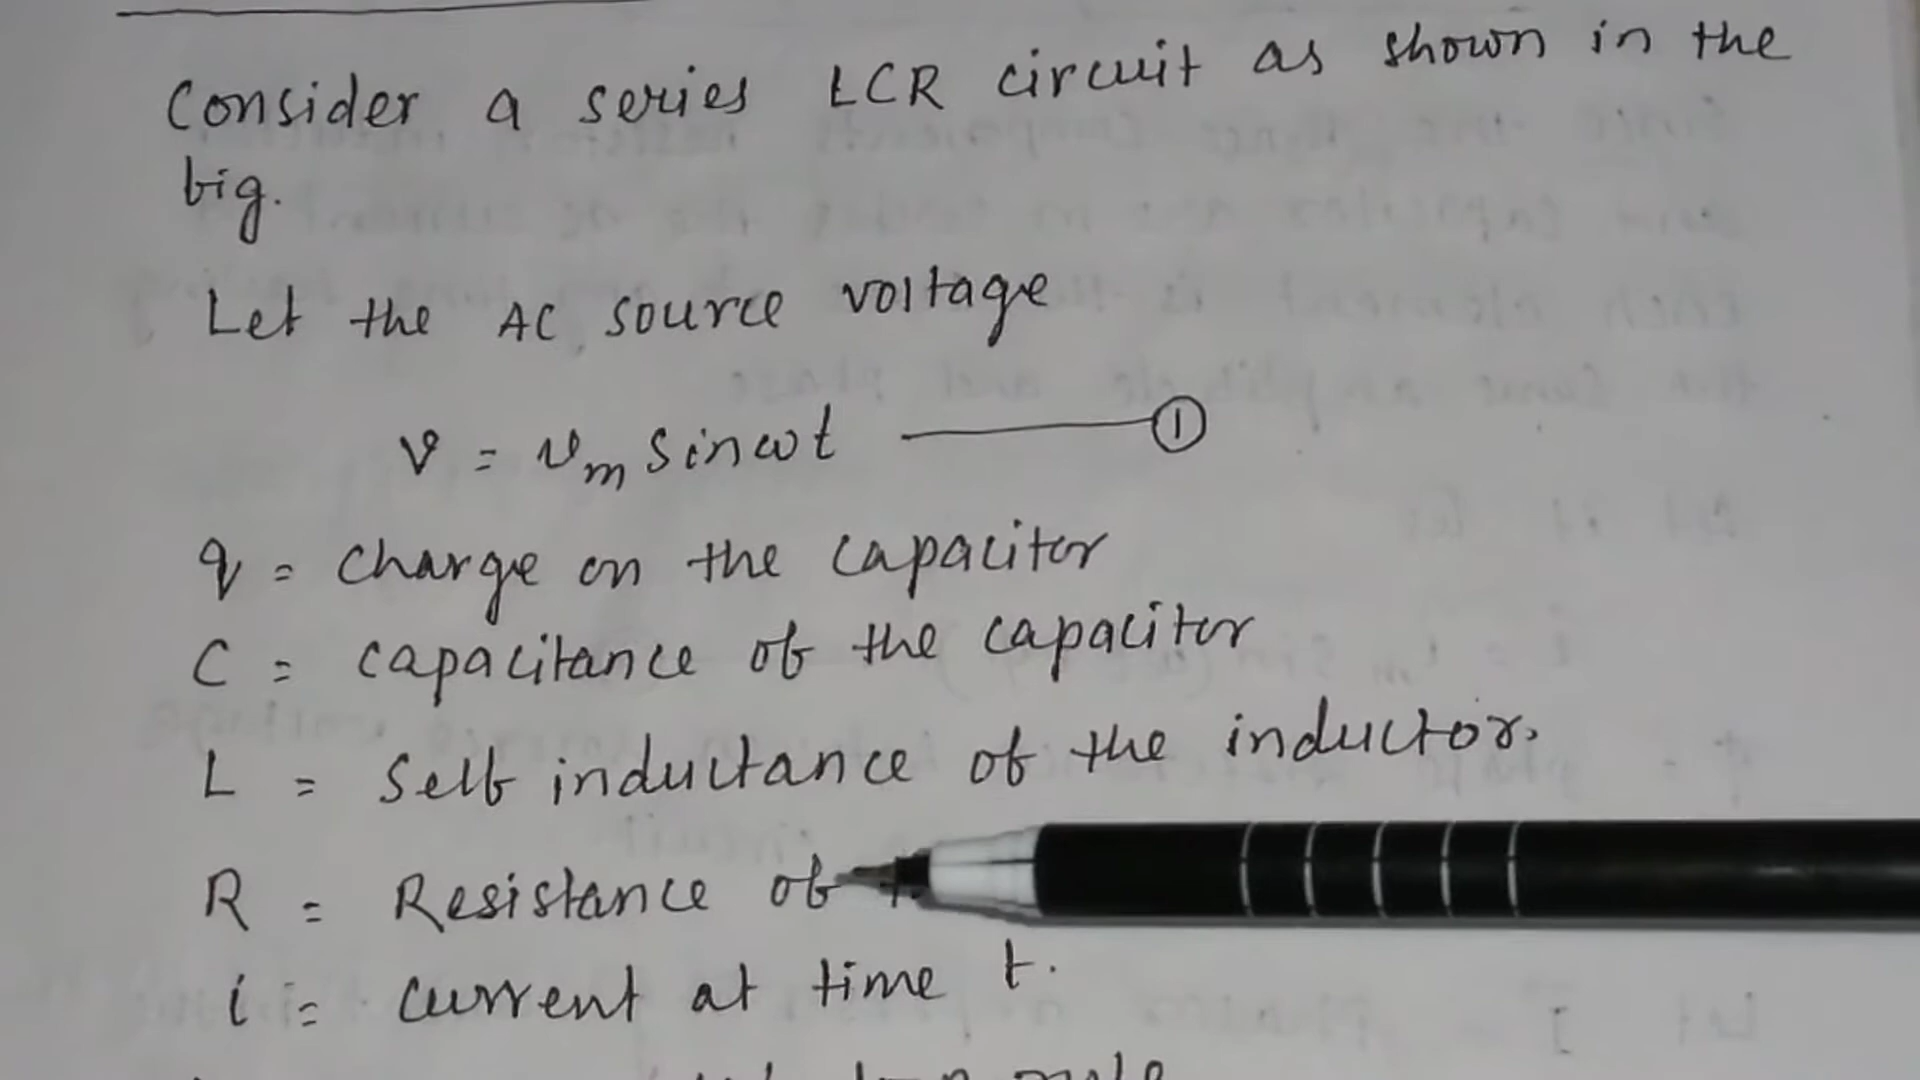 Consider a series LCR circuit as shown in the
fig.
Let the AC source voltage
v = vm sinωt ——— ①
q = charge on the capacitor
C = capacitance of the capacitor
L = self inductance of the inductor.
R = Resistance of
i = current at time t.